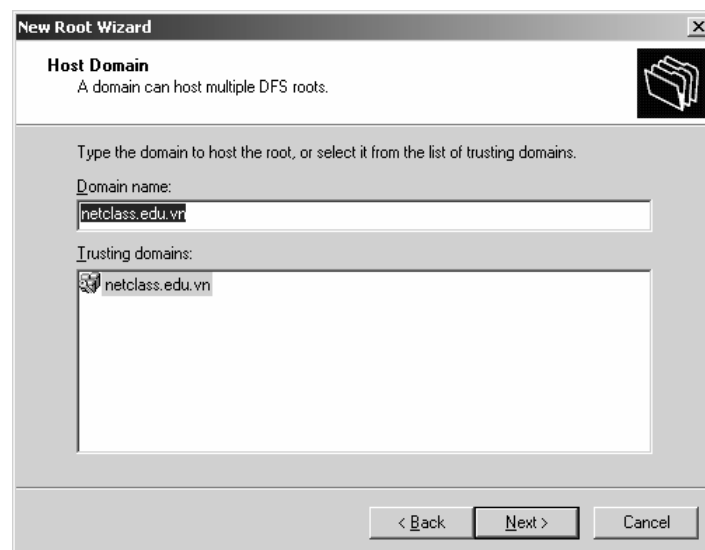 New Root Wizard
Host Domain
A domain can host multiple DFS roots.
Type the domain to host the root, or select it from the list of trusting domains.
Domain name:
netclass.edu.vn
Trusting domains:
netclass.edu.vn
< Back Next > Cancel